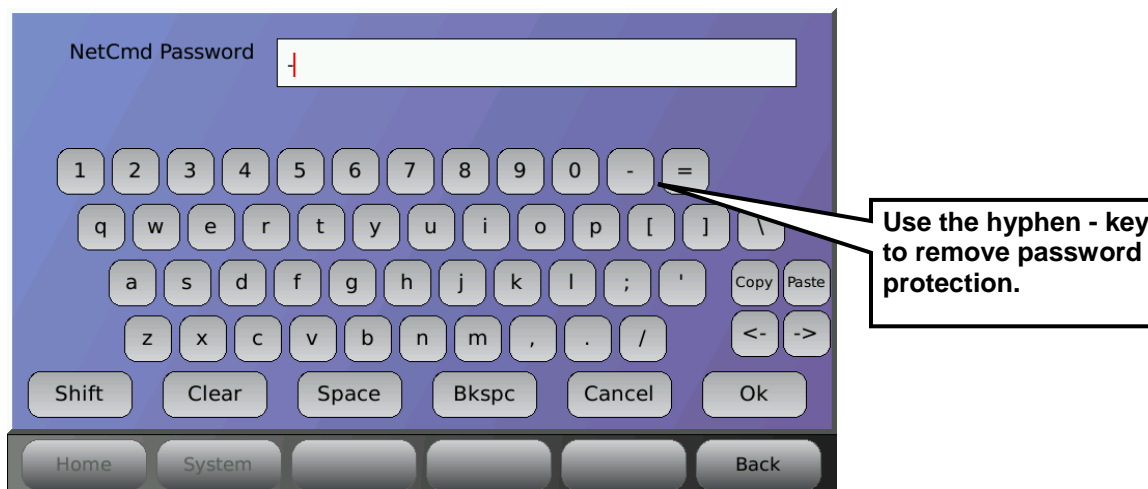 NetCmd Password -
1 2 3 4 5 6 7 8 9 0 - =
q w e r t y u i o p [ ] \
a s d f g h j k l ; ' Copy Paste
z x c v b n m , . / <- ->
Shift Clear Space Bkspc Cancel Ok
Home System Back
Use the hyphen - key
to remove password
protection.